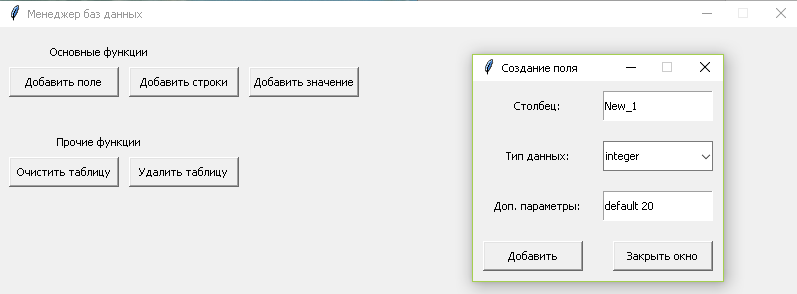 Менеджер баз данных
Основные функции
Добавить поле Добавить строки Добавить значение
Прочие функции
Очистить таблицу Удалить таблицу
Создание поля
Столбец: New_1
Тип данных: integer
Доп. параметры: default 20
Добавить Закрыть окно